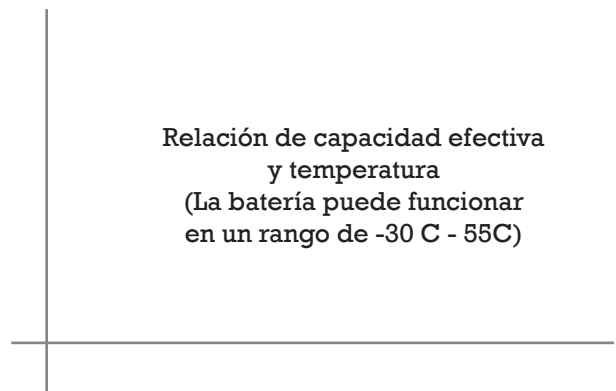 Relación de capacidad efectiva
y temperatura
(La batería puede funcionar
en un rango de -30 C - 55C)